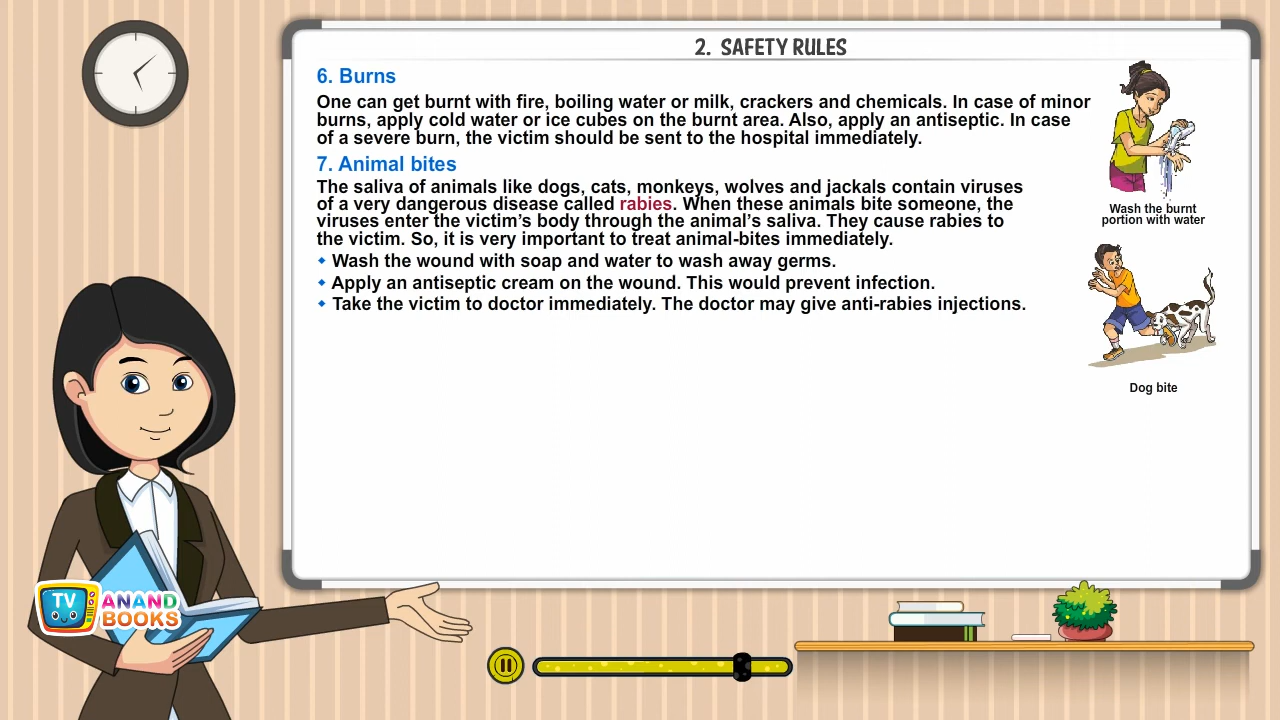 2. SAFETY RULES
6. Burns
One can get burnt with fire, boiling water or milk, crackers and chemicals. In case of minor
burns, apply cold water or ice cubes on the burnt area. Also, apply an antiseptic. In case
of a severe burn, the victim should be sent to the hospital immediately.
Wash the burnt
portion with water
7. Animal bites
The saliva of animals like dogs, cats, monkeys, wolves and jackals contain viruses
of a very dangerous disease called rabies. When these animals bite someone, the
viruses enter the victim's body through the animal's saliva. They cause rabies to
the victim. So, it is very important to treat animal-bites immediately.
Wash the wound with soap and water to wash away germs.
Apply an antiseptic cream on the wound. This would prevent infection.
Take the victim to doctor immediately. The doctor may give anti-rabies injections.
Dog bite
TV
ANAND
BOOKS